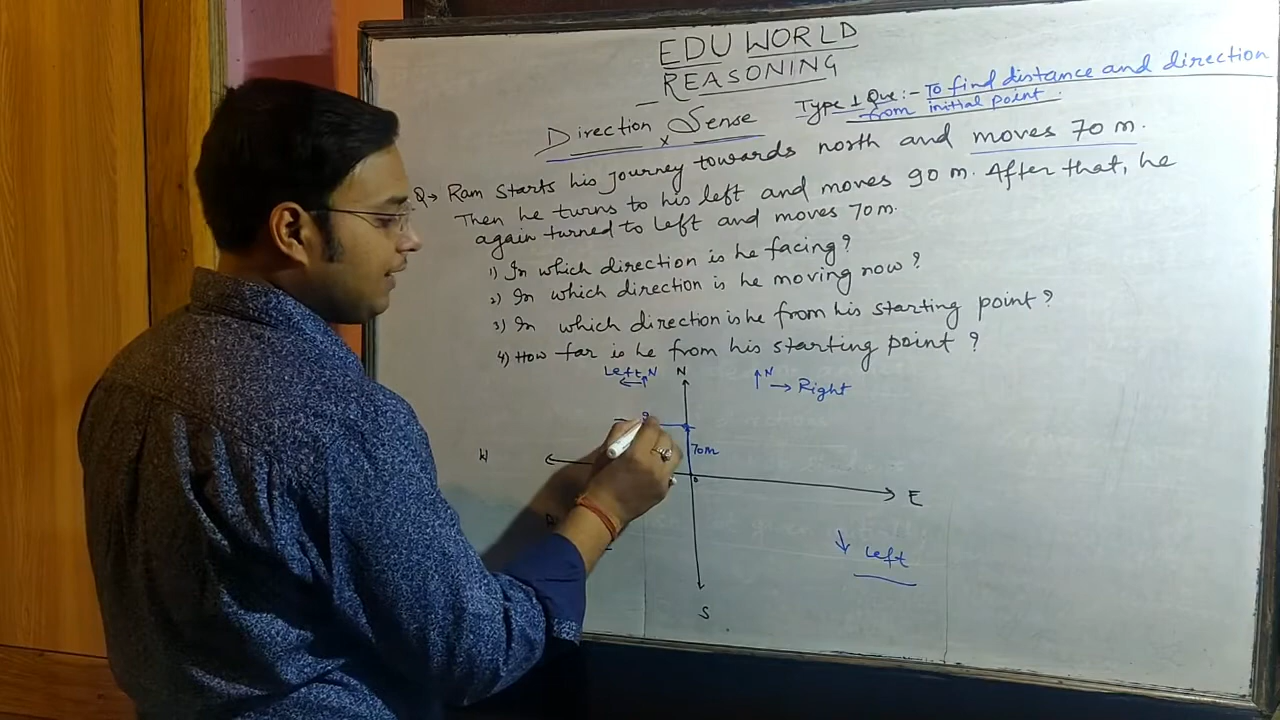 EDU WORLD
REASONING
Direction Sense
Type 1 Que :- To find distance and direction
from initial point.
Q→ Ram starts his journey towards north and moves 70 m.
Then he turns to his left and moves 90 m. After that, he
again turned to left and moves 70m.
1) In which direction is he facing?
2) In which direction is he moving now?
3) In which direction is he from his starting point?
4) How far is he from his starting point?
Left N
N
N
Right
70m
W
E
Left
S